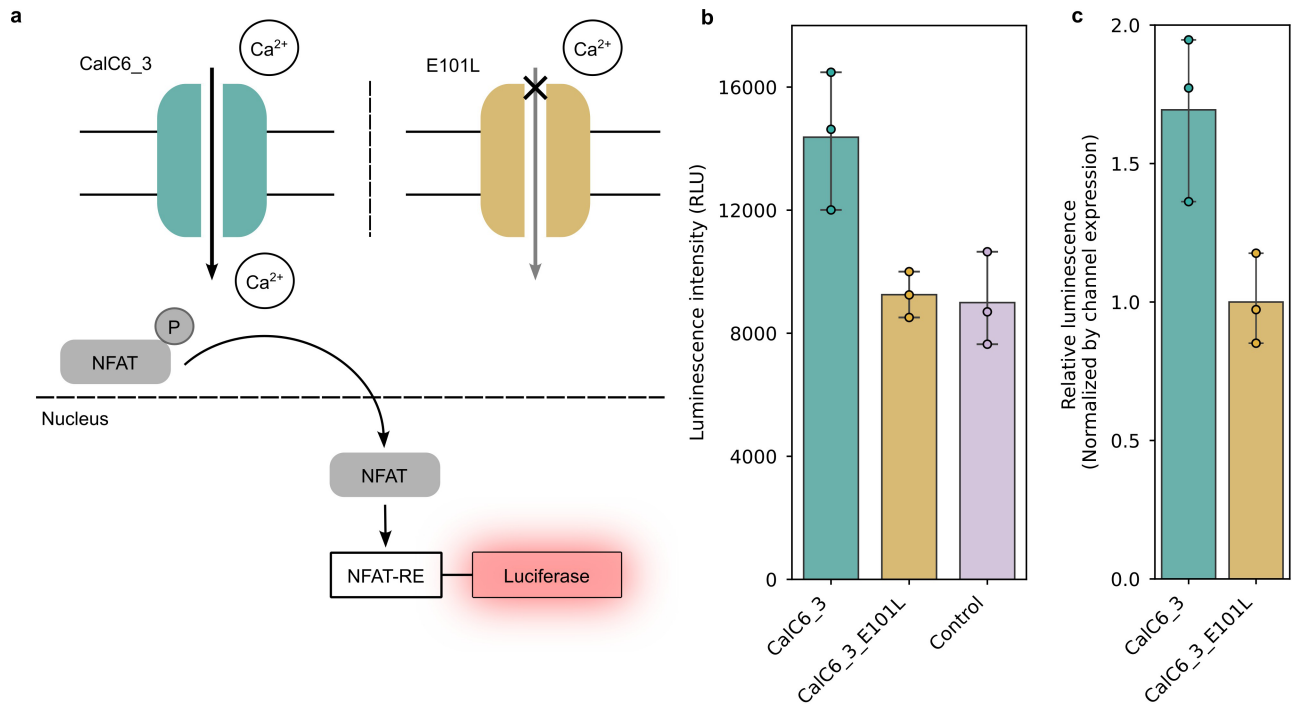 a
CalC6_3
Ca2+
E101L
Ca2+
Ca2+
P
NFAT
Nucleus
NFAT
NFAT-RE
Luciferase
b
Luminescence intensity (RLU)
16000
12000
8000
4000
0
CalC6_3
CalC6_3_E101L
Control
c
Relative luminescence
(Normalized by channel expression)
2.0
1.5
1.0
0.5
0.0
CalC6_3
CalC6_3_E101L